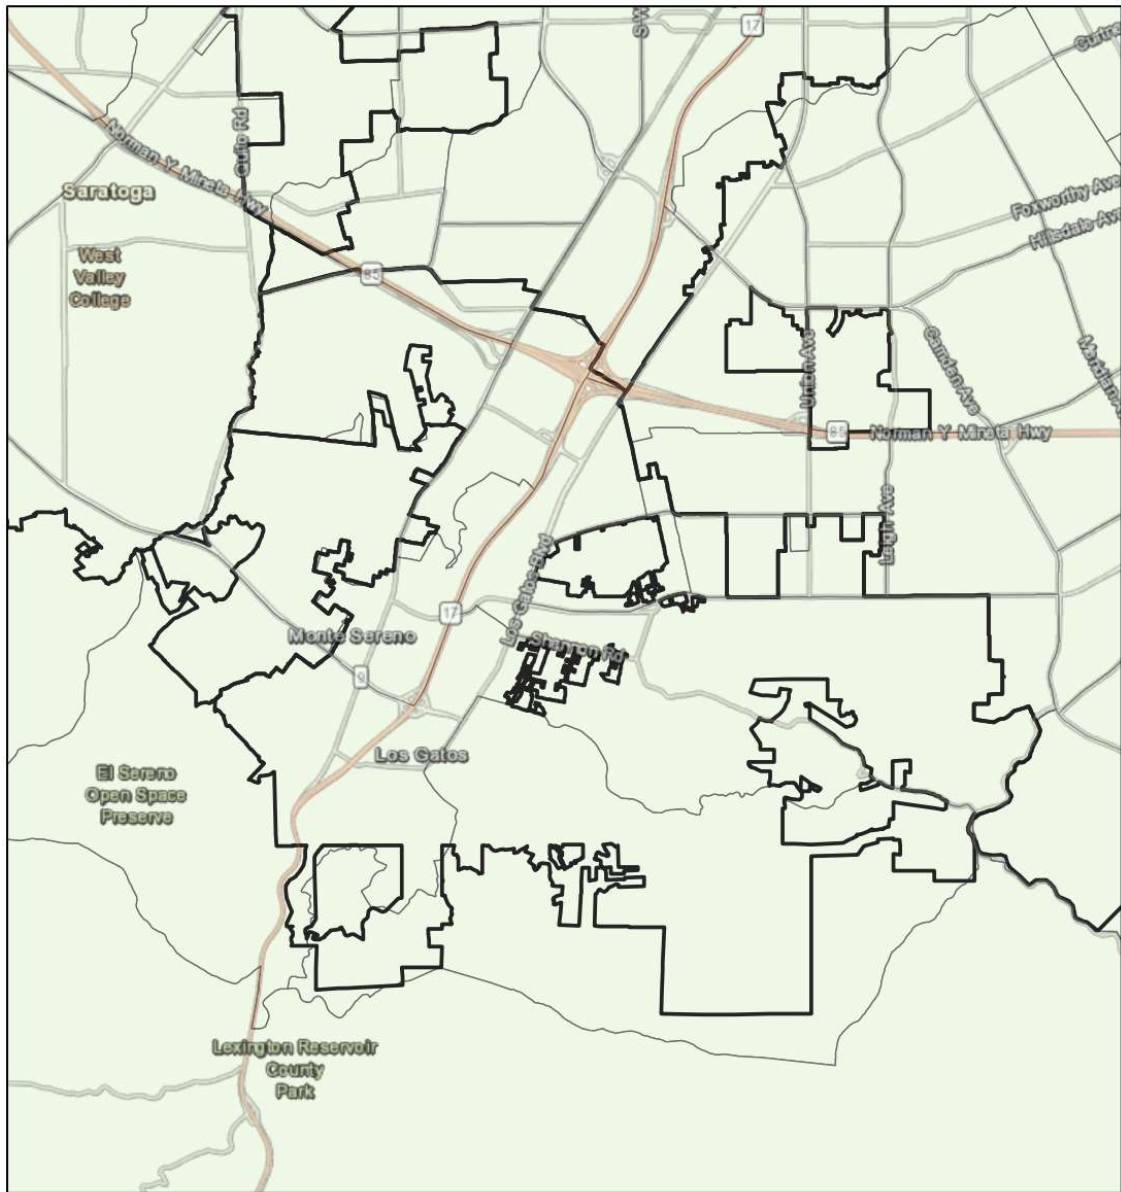 17
Curtne
Norman Y Mineta Hwy
Quito Rd
Saratoga
Foxworthy Ave
Hillsdale Ave
West
Valley
College
85
Union Ave
Camden Ave
Meridian A
85
Norman Y Mineta Hwy
Leigh Ave
Los Gatos Blvd
17
Monte Sereno
Shannon Rd
9
Los Gatos
El Sereno
Open Space
Preserve
Lexington Reservoir
County
Park